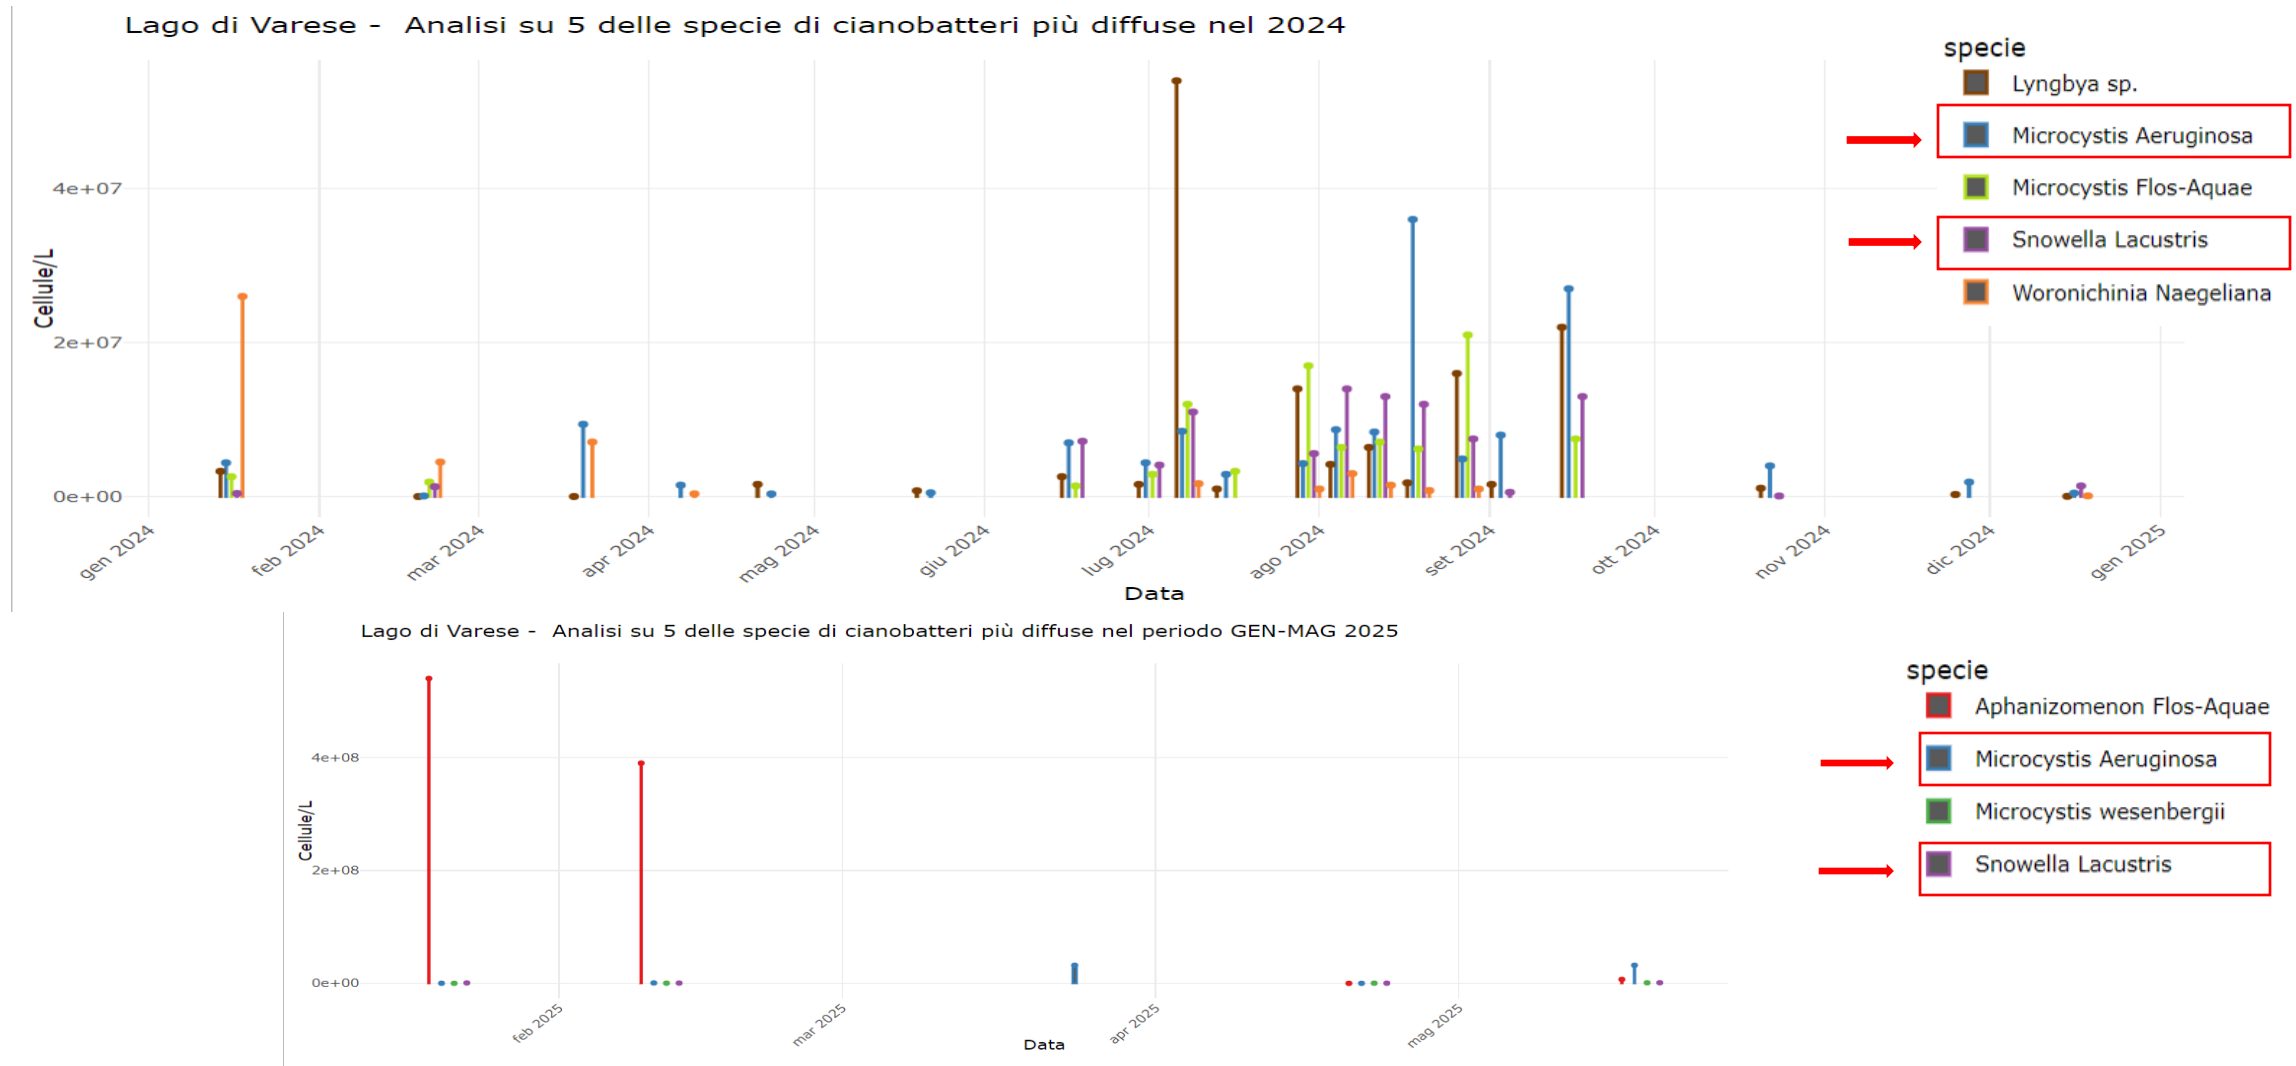 Lago di Varese -  Analisi su 5 delle specie di cianobatteri più diffuse nel 2024
specie
Lyngbya sp.
Microcystis Aeruginosa
Microcystis Flos-Aquae
Snowella Lacustris
Woronichinia Naegeliana
Cellule/L
4e+07
2e+07
0e+00
gen 2024
feb 2024
mar 2024
apr 2024
mag 2024
giu 2024
lug 2024
ago 2024
set 2024
ott 2024
nov 2024
dic 2024
gen 2025
Data
Lago di Varese -  Analisi su 5 delle specie di cianobatteri più diffuse nel periodo GEN-MAG 2025
specie
Aphanizomenon Flos-Aquae
Microcystis Aeruginosa
Microcystis wesenbergii
Snowella Lacustris
Cellule/L
4e+08
2e+08
0e+00
feb 2025
mar 2025
apr 2025
mag 2025
Data